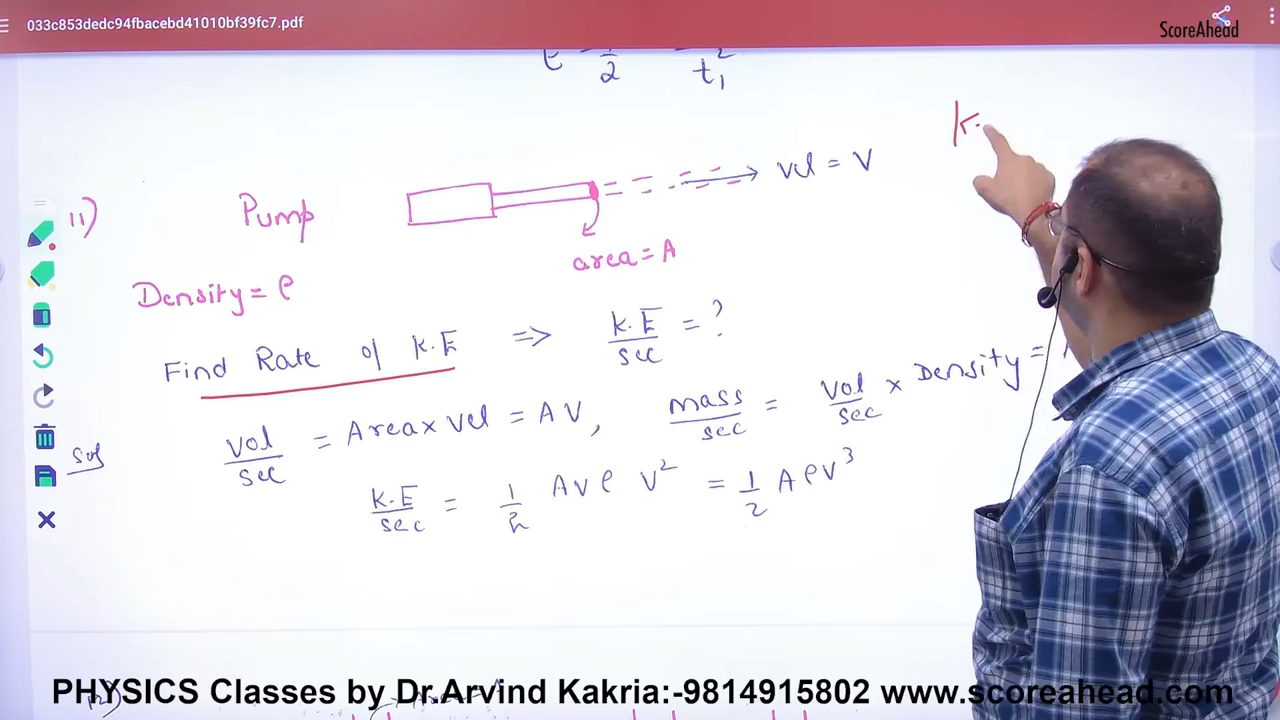 033c853dedc94fbacebd41010bf39fc7.pdf
ScoreAhead
t 2 t₁²
K.
11) Pump vel = V
area = A
Density = ρ
Find Rate of K.E => K.E/sec = ?
Sol vol/sec = Area x vel = AV, mass/sec = vol/sec x Density =
K.E/sec = 1/2 AVρ V² = 1/2 AρV³
PHYSICS Classes by Dr.Arvind Kakria:-9814915802 www.scoreahead.com